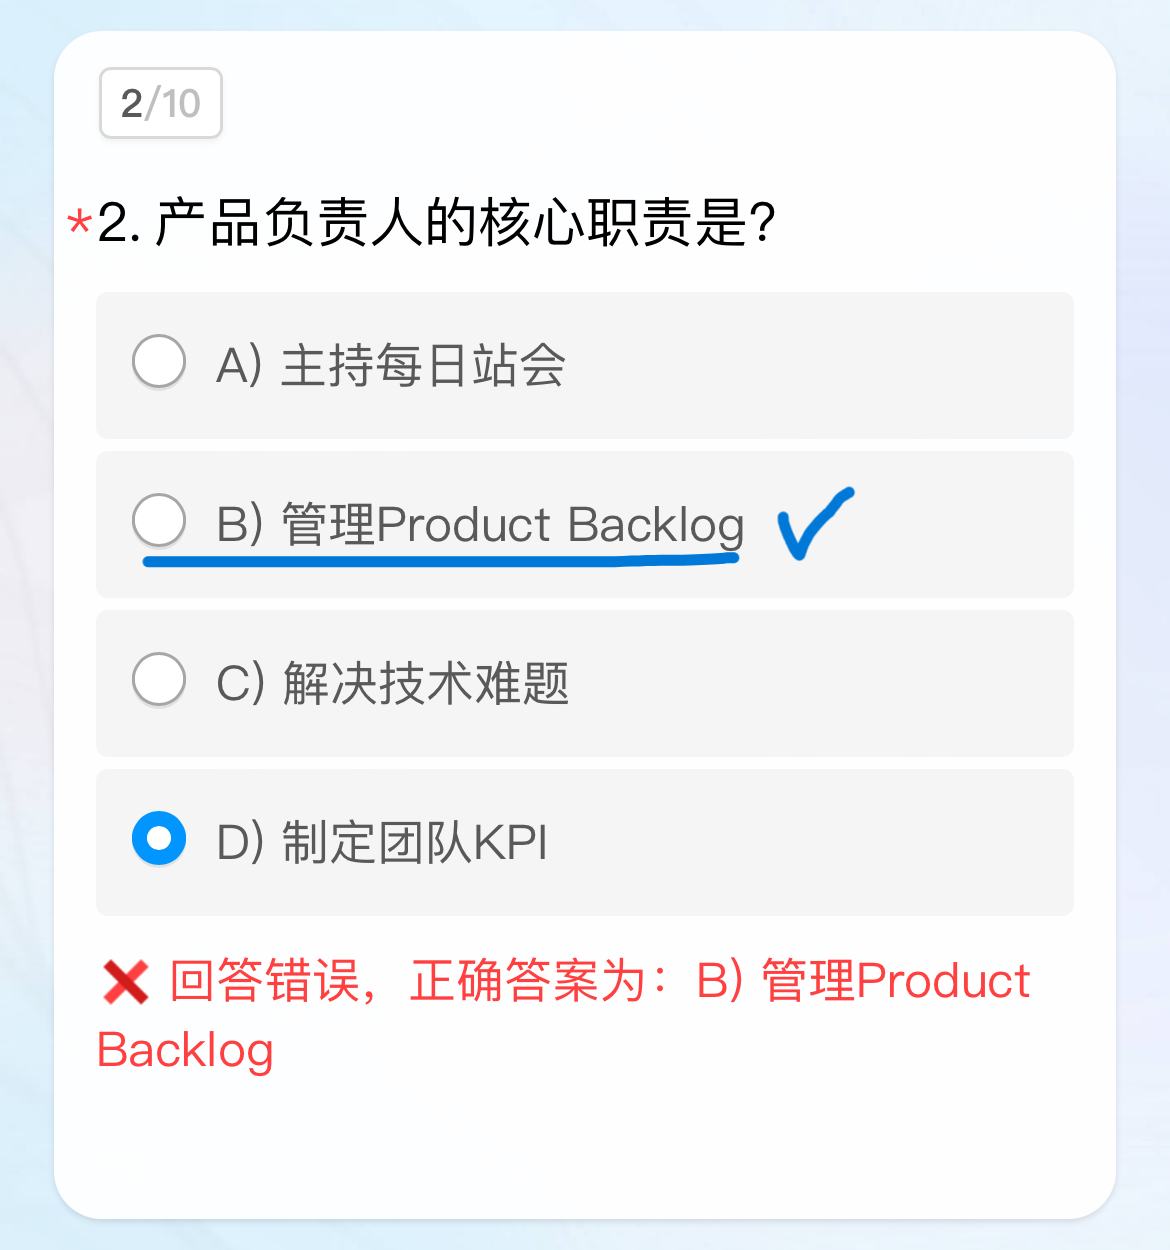 2/10
*2. 产品负责人的核心职责是?
A) 主持每日站会
B) 管理Product Backlog
C) 解决技术难题
D) 制定团队KPI
❌ 回答错误，正确答案为：B) 管理Product
Backlog